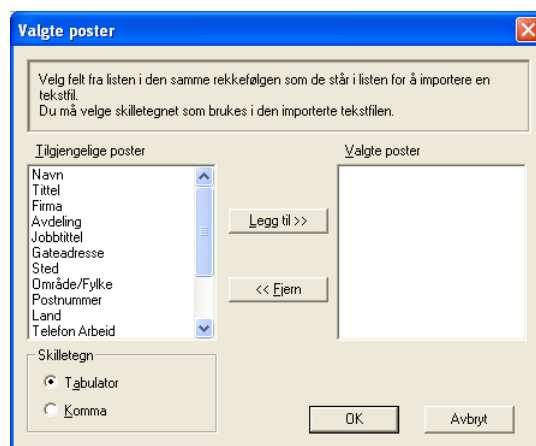 Valgte poster
Velg felt fra listen i den samme rekkefølgen som de står i listen for å importere en
tekstfil.
Du må velge skilletegnet som brukes i den importerte tekstfilen.
Tilgjengelige poster
Valgte poster
Navn
Tittel
Firma
Avdeling
Jobbtittel
Gateadresse
Sted
Område/Fylke
Postnummer
Land
Telefon Arbeid
Legg til >>
<< Fjern
Skilletegn
Tabulator
Komma
OK
Avbryt